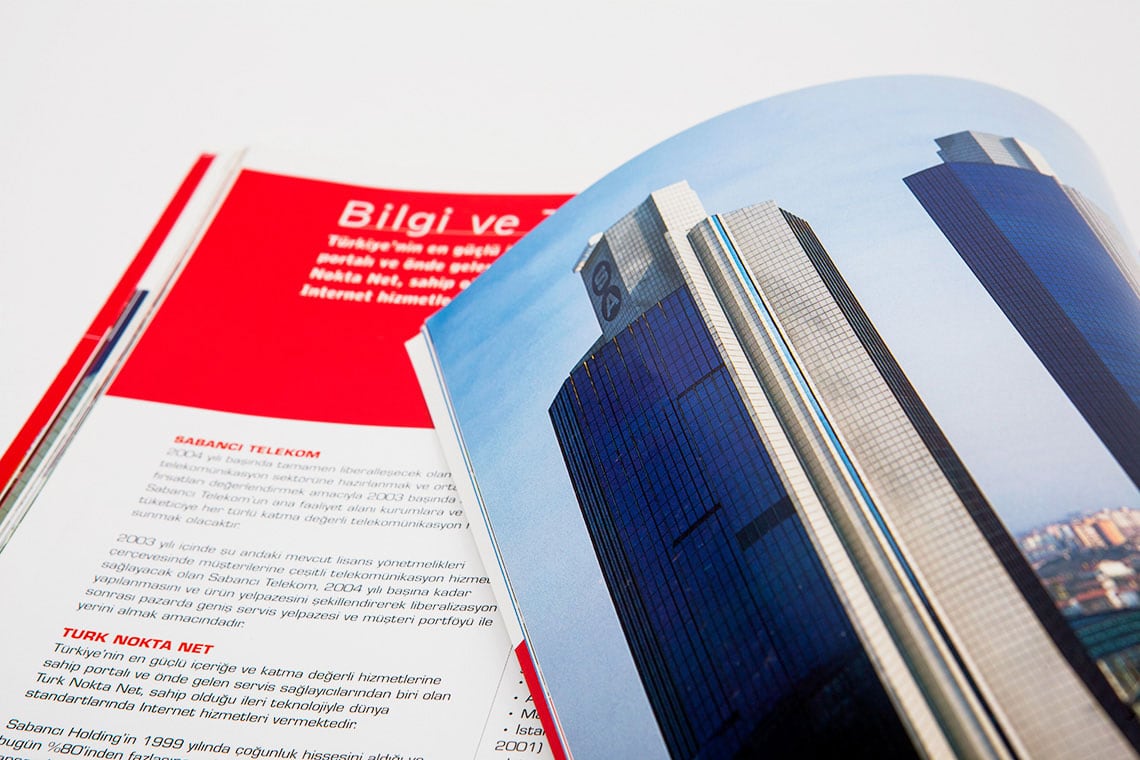 Bilgi ve
Türkiye'nin en güçlü
portalı ve önde gelen
Nokta Net, sahip
Internet hizmetle
SABANCI TELEKOM
2004 yılı başında tamamen liberalleşecek olan
telekomünikasyon sektörüne hazırlanmak ve
fırsatları değerlendirmek amacıyla 2003 başında
Sabancı Telekom'un ana faaliyet alanı kurumlara ve
tüketiciye her türlü katma değerli telekomünikasyon
sunmak olacaktır.
2003 yılı içinde şu andaki mevcut lisans yönetmelikleri
çerçevesinde müşterilerine çeşitli telekomünikasyon hizmet
sağlayacak olan Sabancı Telekom, 2004 yılı başına kadar
yapılanmasını ve ürün yelpazesini şekillendirerek liberalizasyon
sonrası pazarda geniş servis yelpazesi ve müşteri portföyü ile
yerini almak amacındadır.
TURK NOKTA NET
Türkiye'nin en güçlü içeriğe ve katma değerli hizmetlerine
sahip portalı ve önde gelen servis sağlayıcılarından biri olan
Turk Nokta Net, sahip olduğu ileri teknolojiyle dünya
standartlarında Internet hizmetleri vermektedir.
Sabancı Holding'in 1999 yılında çoğunluk hissesini aldığı ve
bugün %80'inden fazlasına
• İstan
2001)
SA